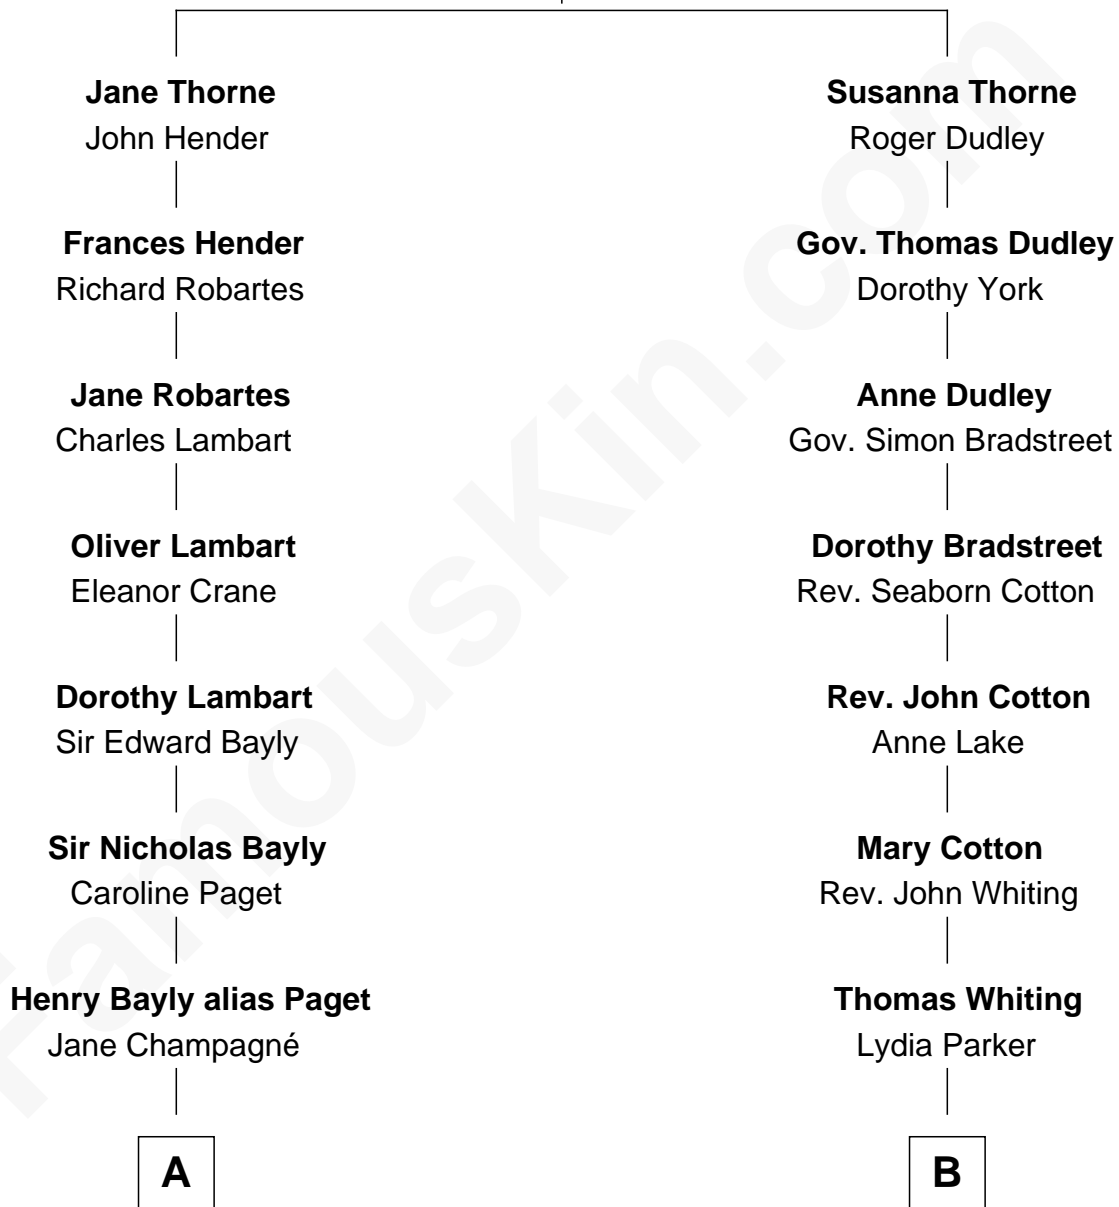 Jane Thorne
John Hender
Frances Hender
Richard Robartes
Jane Robartes
Charles Lambart
Oliver Lambart
Eleanor Crane
Dorothy Lambart
Sir Edward Bayly
Sir Nicholas Bayly
Caroline Paget
Henry Bayly alias Paget
Jane Champagné
A
Susanna Thorne
Roger Dudley
Gov. Thomas Dudley
Dorothy York
Anne Dudley
Gov. Simon Bradstreet
Dorothy Bradstreet
Rev. Seaborn Cotton
Rev. John Cotton
Anne Lake
Mary Cotton
Rev. John Whiting
Thomas Whiting
Lydia Parker
B
FamousKin.com